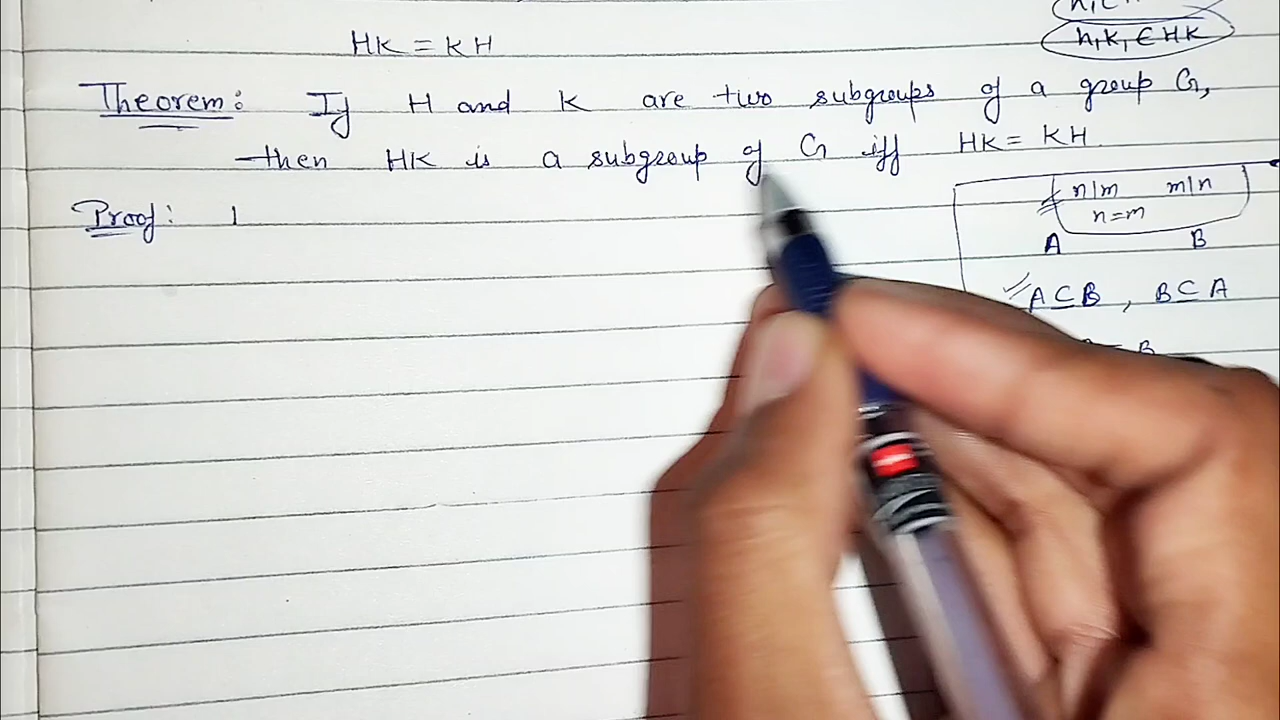 HK = KH
h₁k₁ ∈ HK
Theorem: If H and K are two subgroups of a group G,
then HK is a subgroup of G iff HK = KH.
Proof:
n|m m|n
n=m
A B
A ⊆ B , B ⊆ A